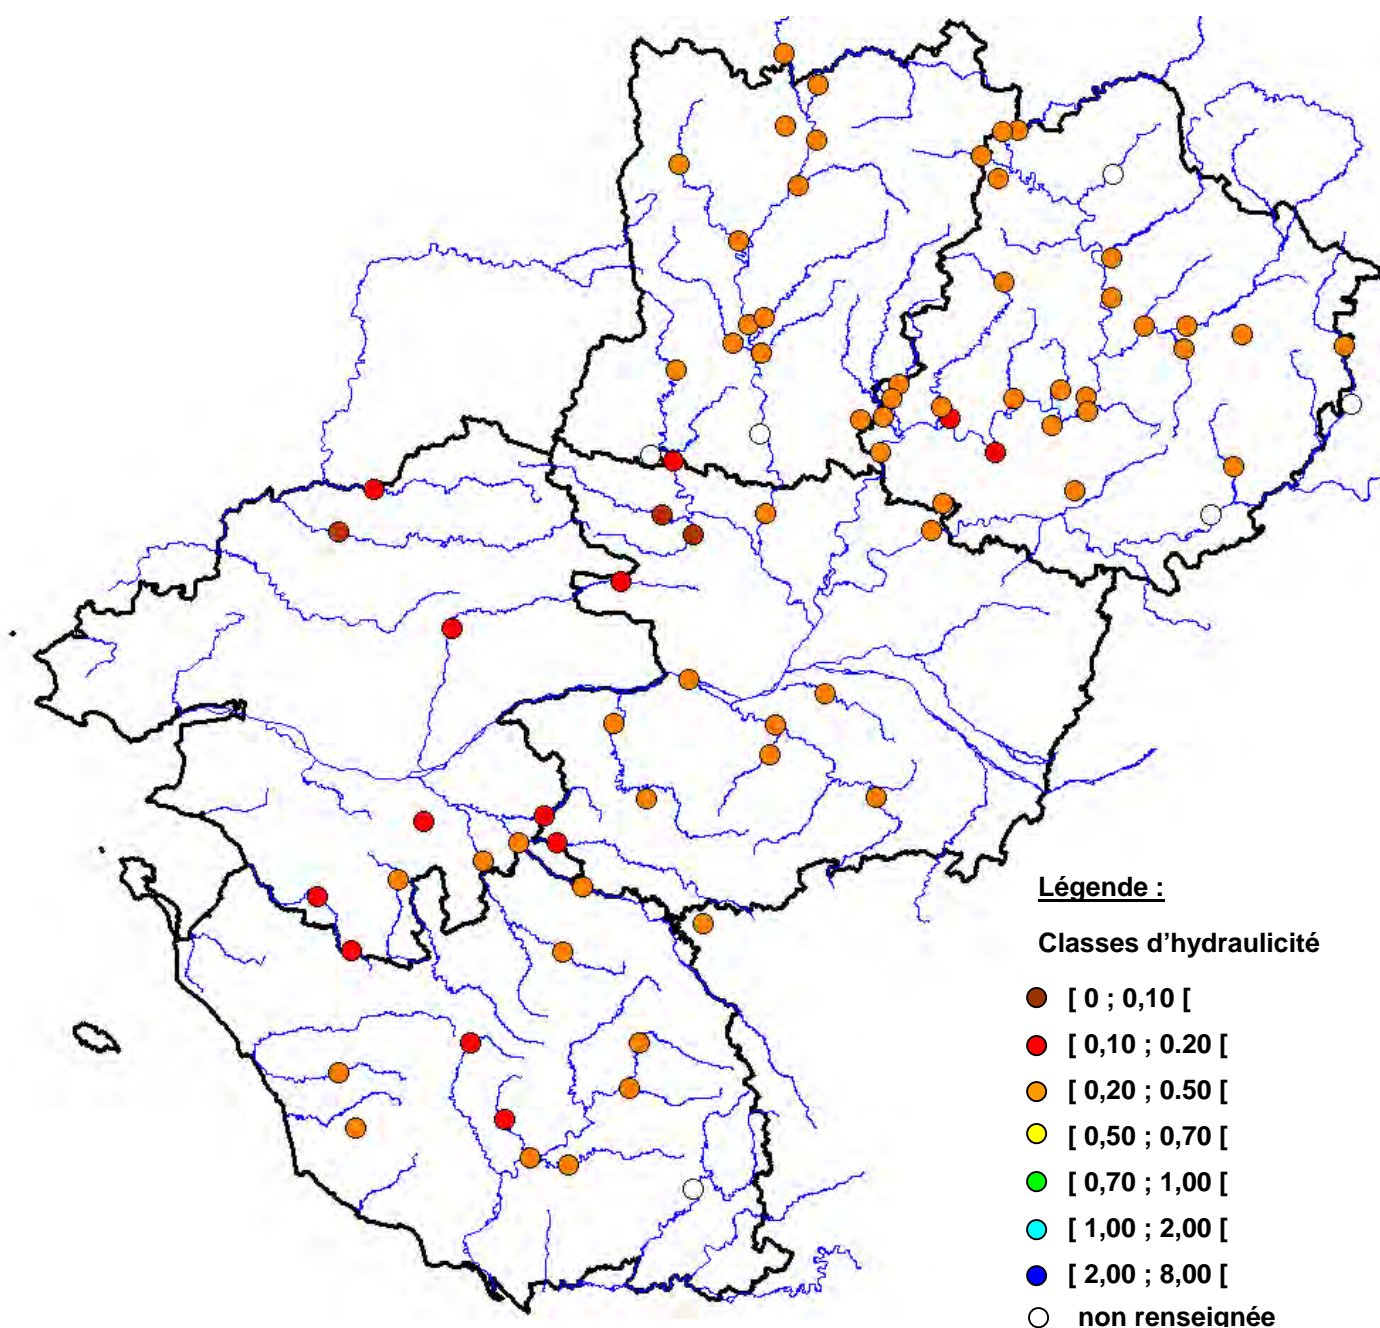 Légende :
Classes d'hydraulicité
[ 0 ; 0,10 [
[ 0,10 ; 0.20 [
[ 0,20 ; 0.50 [
[ 0,50 ; 0,70 [
[ 0,70 ; 1,00 [
[ 1,00 ; 2,00 [
[ 2,00 ; 8,00 [
non renseignée